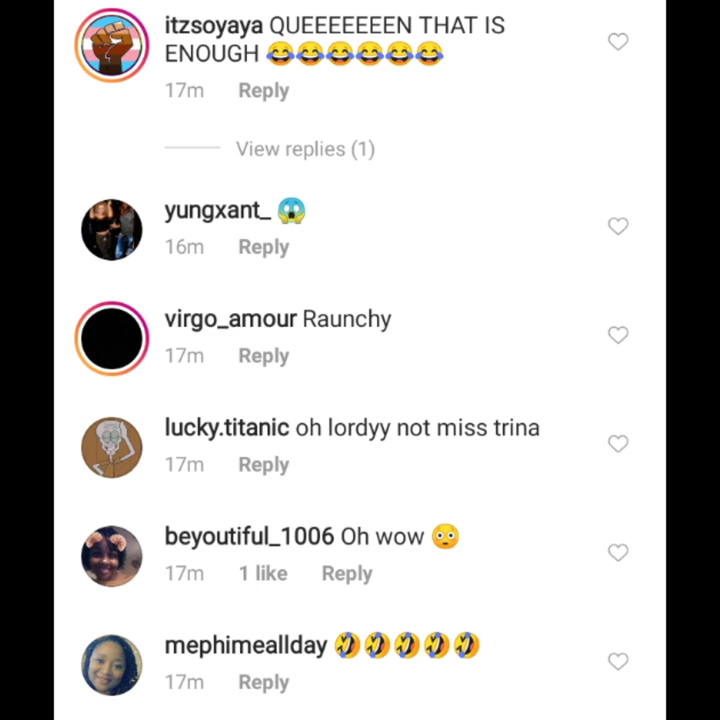 itzsoyaya QUEEEEEEEN THAT IS
ENOUGH 😂😂😂😂😂😂
17m Reply
View replies (1)
yungxant_ 😱
16m Reply
virgo_amour Raunchy
17m Reply
lucky.titanic oh lordyy not miss trina
17m Reply
beyoutiful_1006 Oh wow 😳
17m 1 like Reply
mephimeallday 🤣🤣🤣🤣🤣
17m Reply